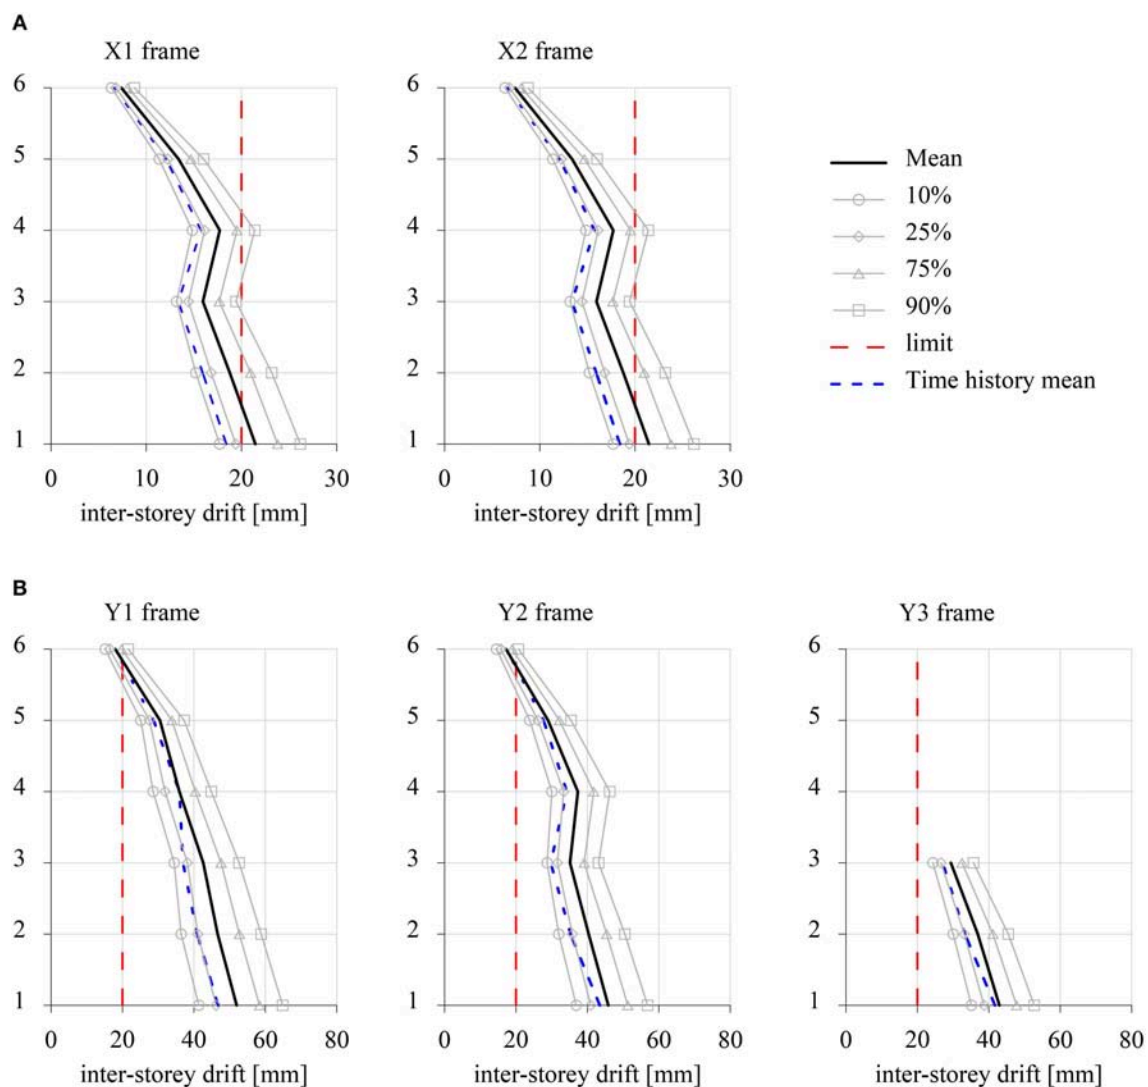 A
X1 frame
X2 frame
6
5
4
3
2
1
0 10 20 30
inter-storey drift [mm]
6
5
4
3
2
1
0 10 20 30
inter-storey drift [mm]
Mean
10%
25%
75%
90%
limit
Time history mean
B
Y1 frame
Y2 frame
Y3 frame
6
5
4
3
2
1
0 20 40 60 80
inter-storey drift [mm]
6
5
4
3
2
1
0 20 40 60 80
inter-storey drift [mm]
6
5
4
3
2
1
0 20 40 60 80
inter-storey drift [mm]